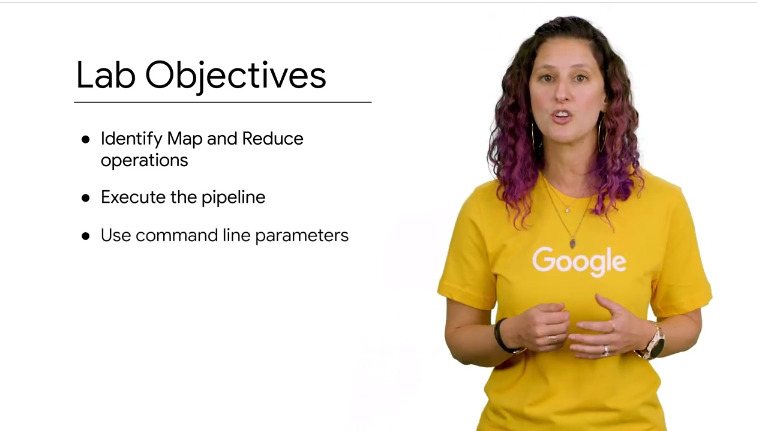 Lab Objectives
● Identify Map and Reduce
operations
● Execute the pipeline
● Use command line parameters
Google